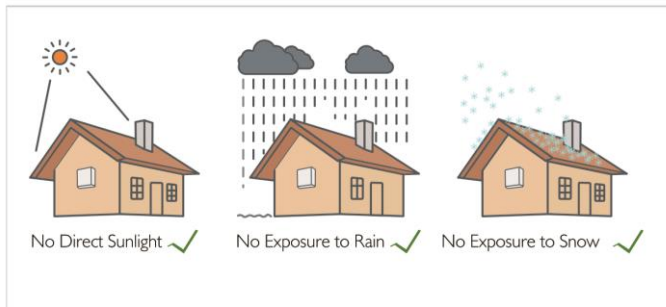 No Direct Sunlight
No Exposure to Rain
No Exposure to Snow